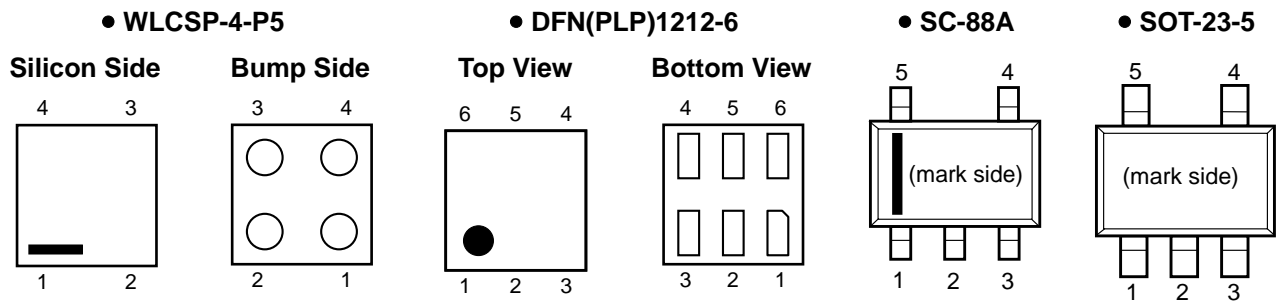 ● WLCSP-4-P5 ● DFN(PLP)1212-6 ● SC-88A ● SOT-23-5
Silicon Side Bump Side Top View Bottom View
5 4 5 4
4 3 3 4 6 5 4 4 5 6
(mark side) (mark side)
1 2 2 1 1 2 3 3 2 1 1 2 3 1 2 3